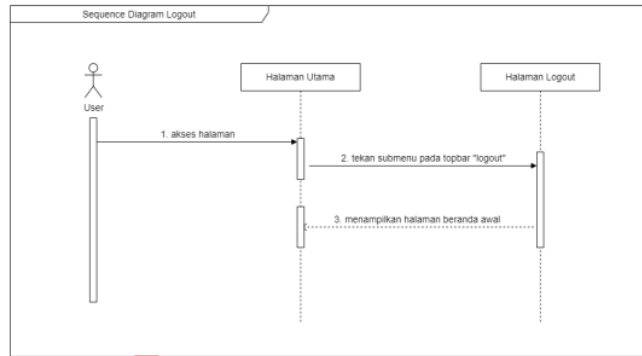 Sequence Diagram Logout
Halaman Utama
Halaman Logout
User
1. akses halaman
2. tekan submenu pada topbar "logout"
3. menampilkan halaman beranda awal